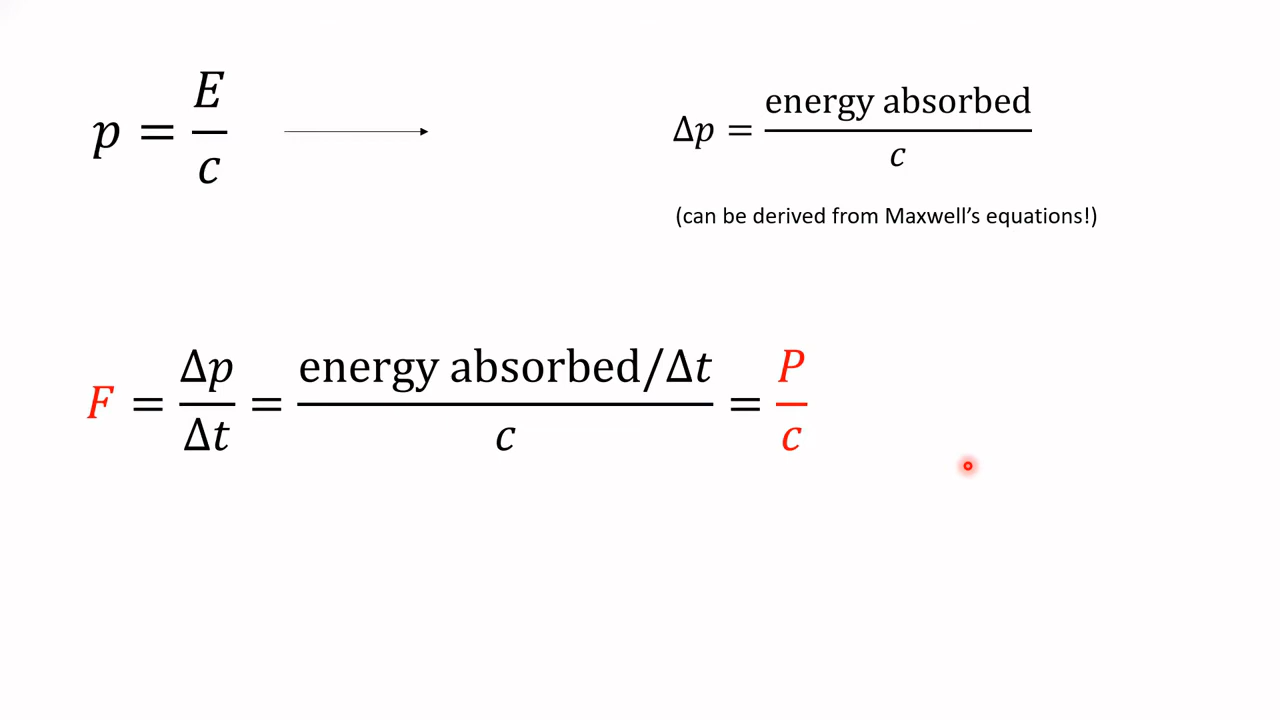 p = E/c
Δp = energy absorbed/c
(can be derived from Maxwell’s equations!)
F = Δp/Δt = energy absorbed/Δt/c = P/c